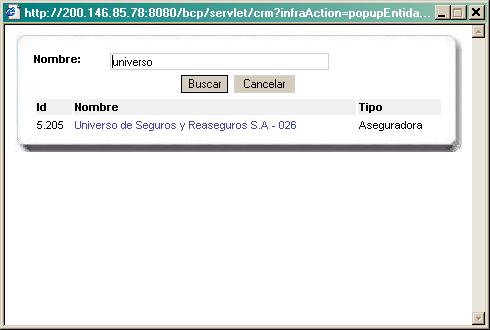 http://200.146.85.78:8080/bcp/servlet/crm?infraAction=popupEntida...
Nombre: universo
Buscar Cancelar
Id Nombre Tipo
5.205 Universo de Seguros y Reaseguros S.A - 026 Aseguradora